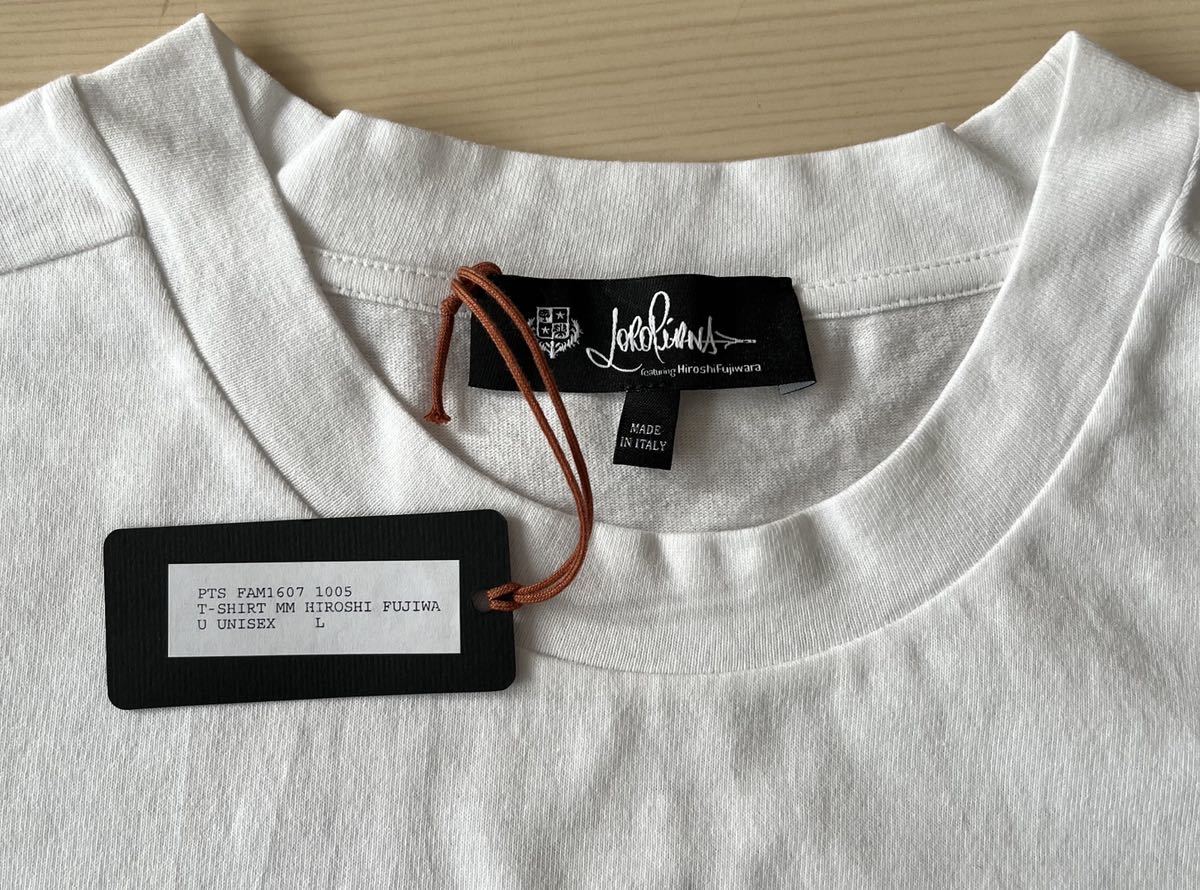 LoroPiana
featuring HiroshiFujiwara
MADE
IN ITALY
PTS FAM1607 1005
T-SHIRT MM HIROSHI FUJIWA
U UNISEX L